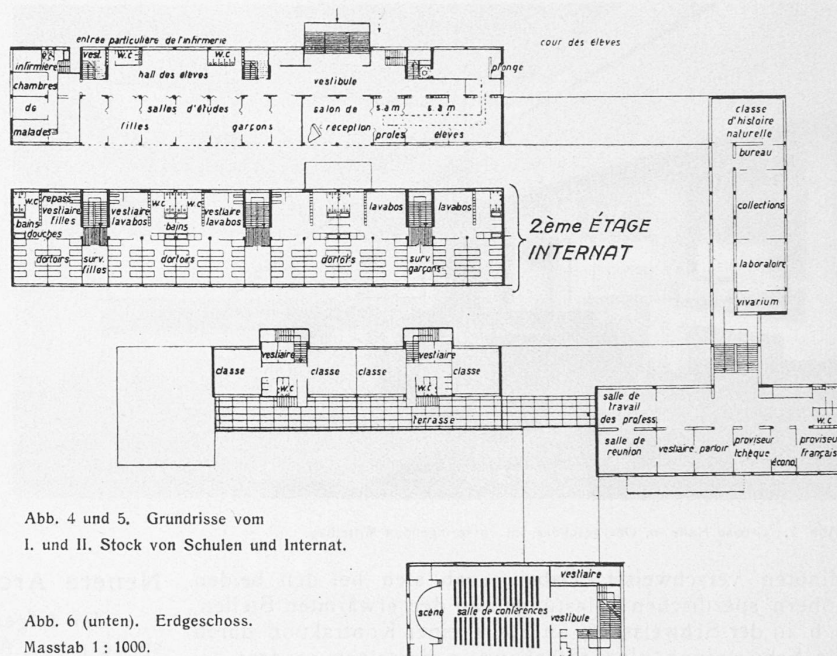 entrée particulière de l'infirmerie
cour des élèves
infirmière
vest.
w.c
w.c
plonge
chambres
hall des élèves
vestibule
de
salles d'études
salon de
s.a.m
s.a.m
malades
filles
garçons
réception
profes.
élèves
classe
d'histoire
naturelle
bureau
collections
laboratoire
vivarium
w.c
repass.
vestiaire
filles
w.c
vestiaire
lavabos
w.c
w.c
vestiaire
lavabos
lavabos
lavabos
bains
douches
bains
dortoirs
surv.
filles
dortoirs
dortoirs
surv.
garçons
2ème ÉTAGE
INTERNAT
vestiaire
vestiaire
classe
classe
classe
classe
w.c
w.c
terrasse
salle de
travail
des profess.
salle de
réunion
vestiaire
parloir
proviseur
tchèque
écono.
proviseur
français
w.c
Abb. 4 und 5. Grundrisse vom
I. und II. Stock von Schulen und Internat.
Abb. 6 (unten). Erdgeschoss.
Masstab 1 : 1000.
vestiaire
scène
salle de conférences
vestibule